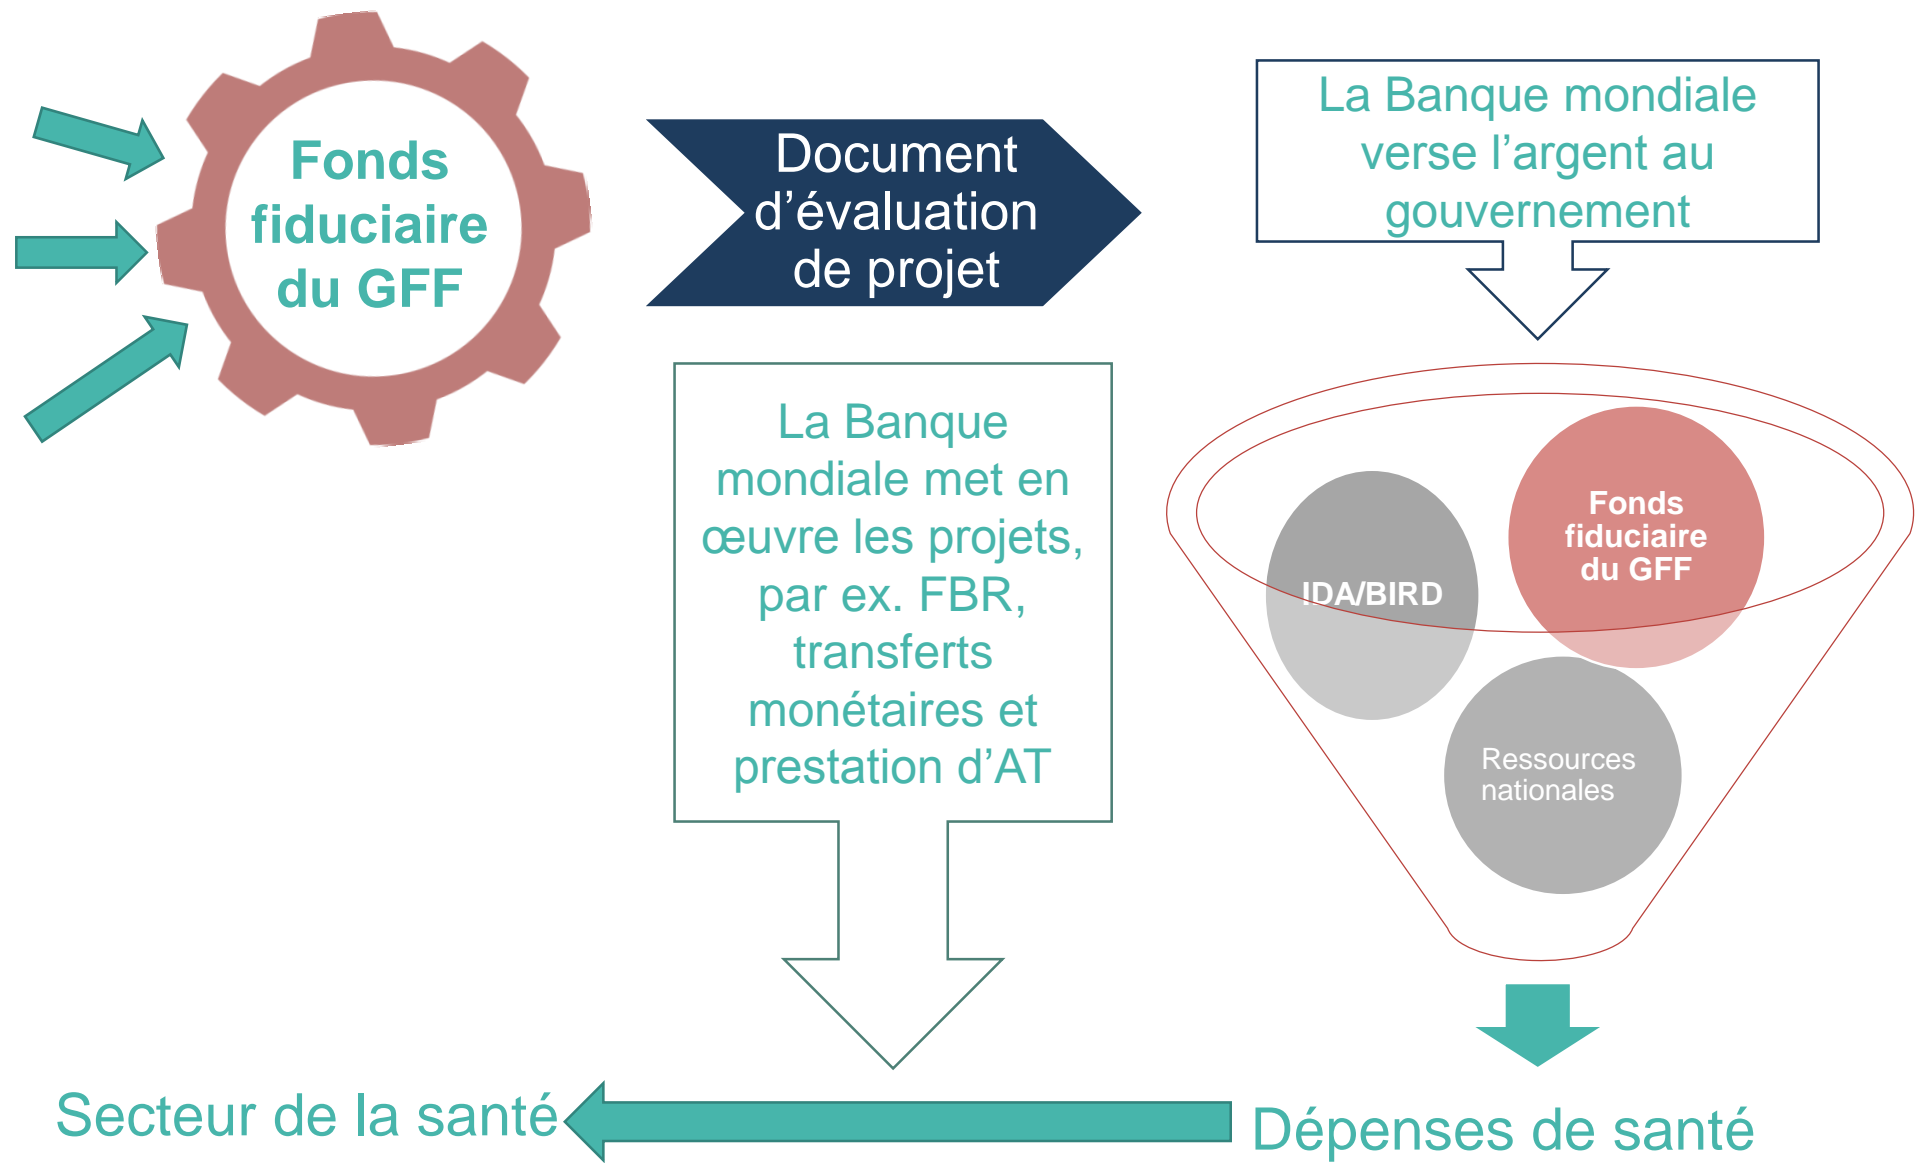 Fonds
fiduciaire
du GFF
Document
d’évaluation
de projet
La Banque mondiale
verse l’argent au
gouvernement
La Banque
mondiale met en
œuvre les projets,
par ex. FBR,
transferts
monétaires et
prestation d’AT
Fonds
fiduciaire
du GFF
IDA/BIRD
Ressources
nationales
Secteur de la santé
Dépenses de santé